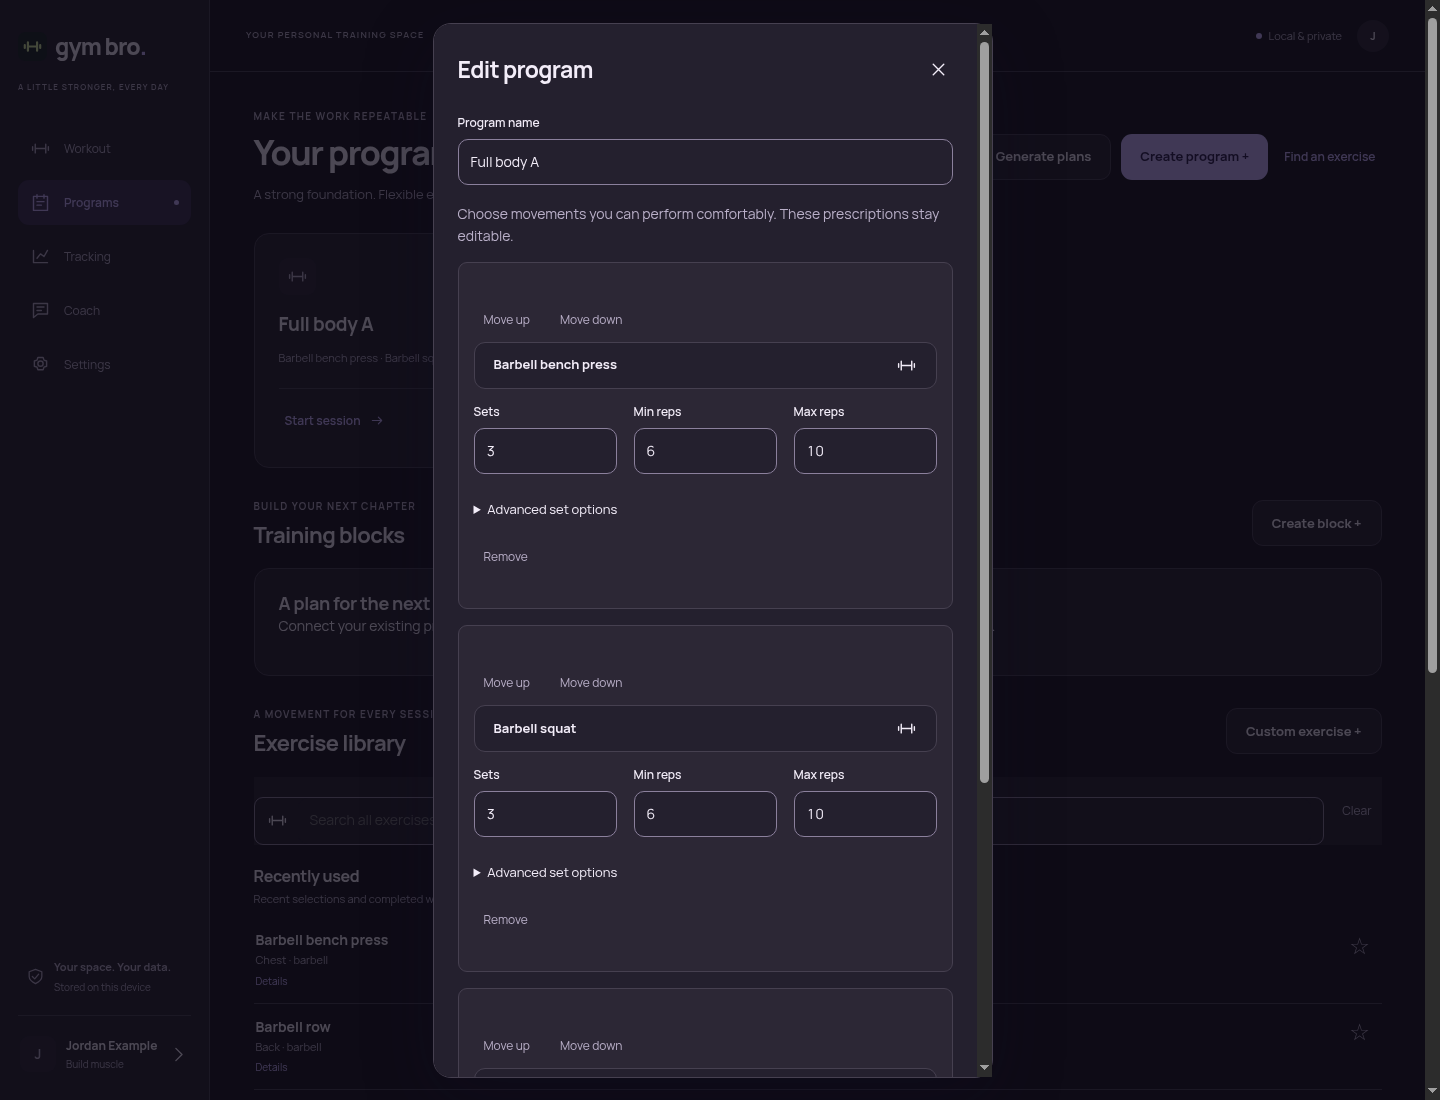 gym bro.
A LITTLE STRONGER, EVERY DAY
Workout
Programs
Tracking
Coach
Settings
Your space. Your data.
Stored on this device
J
Jordan Example
Build muscle
YOUR PERSONAL TRAINING SPACE
Local & private
J
MAKE THE WORK REPEATABLE
Your progra
A strong foundation. Flexible e
Generate plans
Create program +
Find an exercise
Full body A
Barbell bench press · Barbell sq
Start session
BUILD YOUR NEXT CHAPTER
Training blocks
Create block +
A plan for the next
Connect your existing p
A MOVEMENT FOR EVERY SESSI
Exercise library
Custom exercise +
Search all exercises
Clear
Recently used
Recent selections and completed w
Barbell bench press
Chest · barbell
Details
Barbell row
Back · barbell
Details
Edit program
Program name
Full body A
Choose movements you can perform comfortably. These prescriptions stay
editable.
Move up Move down
Barbell bench press
Sets Min reps Max reps
3 6 10
Advanced set options
Remove
Move up Move down
Barbell squat
Sets Min reps Max reps
3 6 10
Advanced set options
Remove
Move up Move down